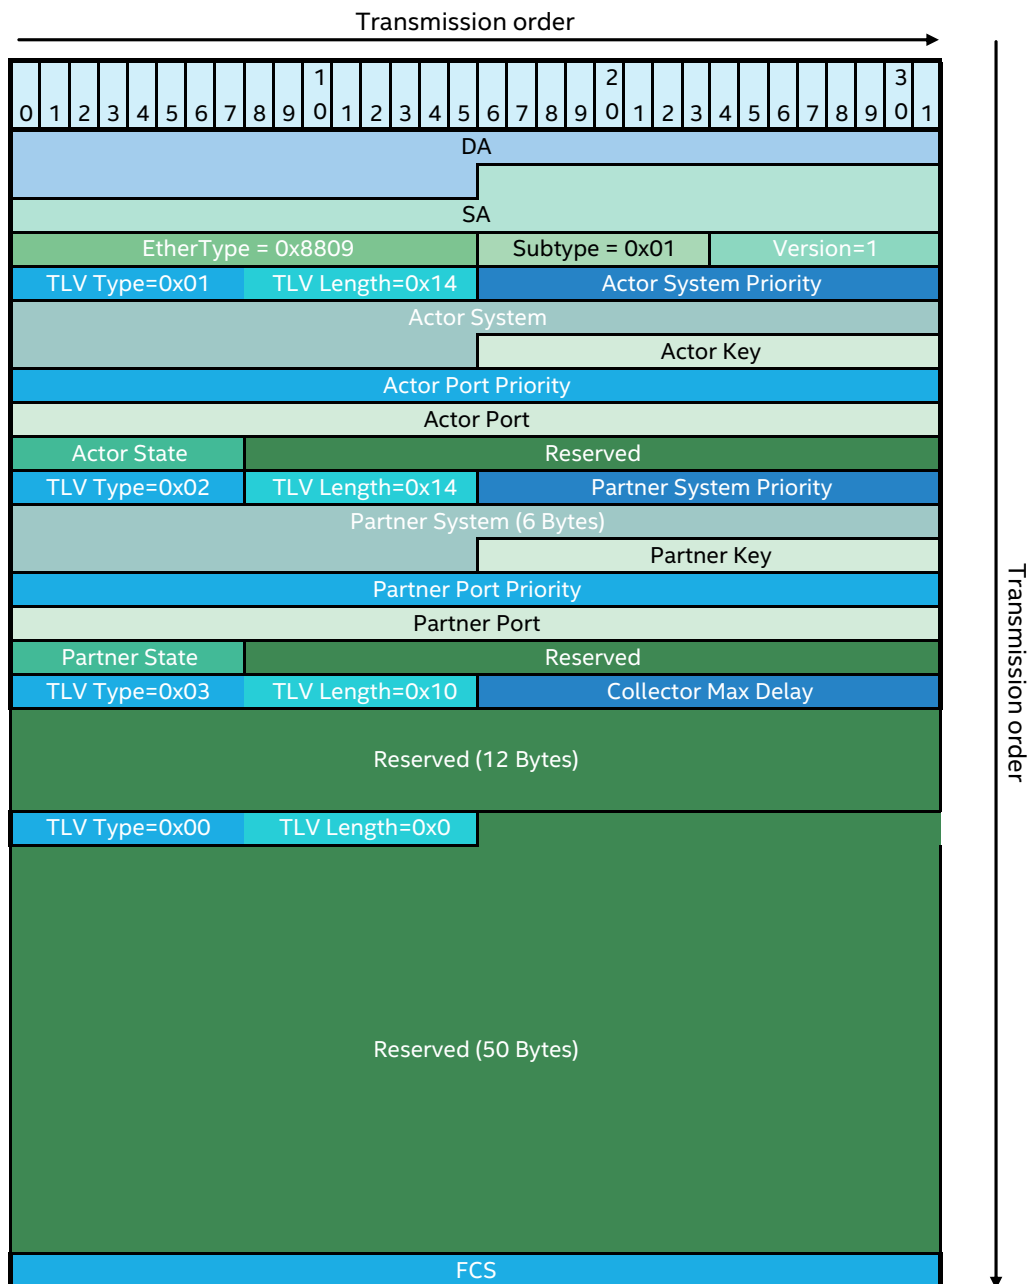 Transmission order
1 2 3
0 1 2 3 4 5 6 7 8 9 0 1 2 3 4 5 6 7 8 9 0 1 2 3 4 5 6 7 8 9 0 1
DA
SA
EtherType = 0x8809 Subtype = 0x01 Version=1
TLV Type=0x01 TLV Length=0x14 Actor System Priority
Actor System
Actor Key
Actor Port Priority
Actor Port
Actor State Reserved
TLV Type=0x02 TLV Length=0x14 Partner System Priority
Partner System (6 Bytes)
Partner Key
Partner Port Priority
Partner Port
Partner State Reserved
TLV Type=0x03 TLV Length=0x10 Collector Max Delay
Reserved (12 Bytes)
TLV Type=0x00 TLV Length=0x0
Reserved (50 Bytes)
FCS
Transmission order